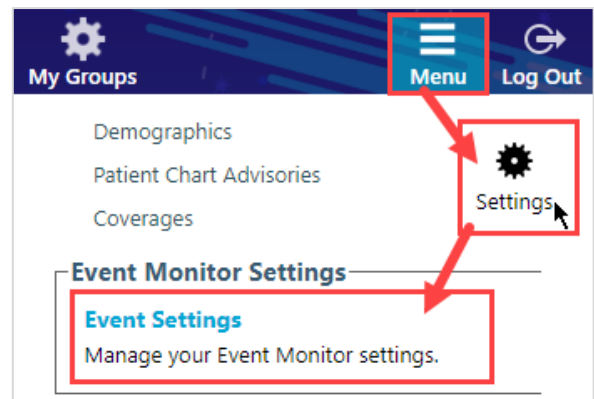 My Groups
Menu
Log Out
Demographics
Patient Chart Advisories
Coverages
Settings
Event Monitor Settings
Event Settings
Manage your Event Monitor settings.